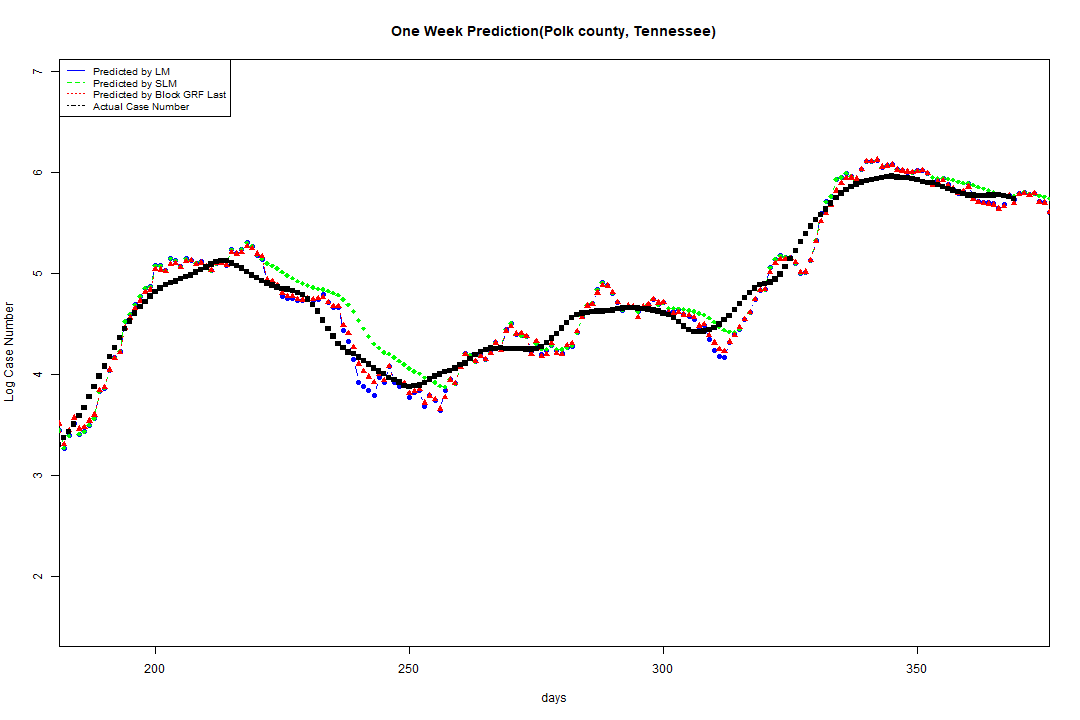 One Week Prediction(Polk county, Tennessee)
Predicted by LM
Predicted by SLM
Predicted by Block GRF Last
Actual Case Number
7
6
5
4
3
2
Log Case Number
200 250 300 350
days